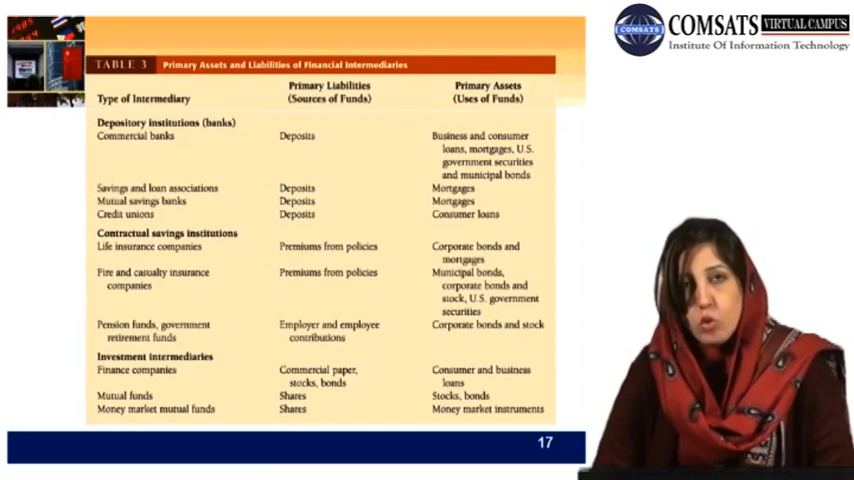 COMSATS VIRTUAL CAMPUS
COMSATS
Institute Of Information Technology
TABLE 3 Primary Assets and Liabilities of Financial Intermediaries
Type of Intermediary Primary Liabilities (Sources of Funds) Primary Assets (Uses of Funds)
Depository institutions (banks)
Commercial banks Deposits Business and consumer
loans, mortgages, U.S.
government securities
and municipal bonds
Savings and loan associations Deposits Mortgages
Mutual savings banks Deposits Mortgages
Credit unions Deposits Consumer loans
Contractual savings institutions
Life insurance companies Premiums from policies Corporate bonds and
mortgages
Fire and casualty insurance Premiums from policies Municipal bonds,
companies corporate bonds and
stock, U.S. government
securities
Pension funds, government Employer and employee Corporate bonds and stock
retirement funds contributions
Investment intermediaries
Finance companies Commercial paper, Consumer and business
stocks, bonds loans
Mutual funds Shares Stocks, bonds
Money market mutual funds Shares Money market instruments
17